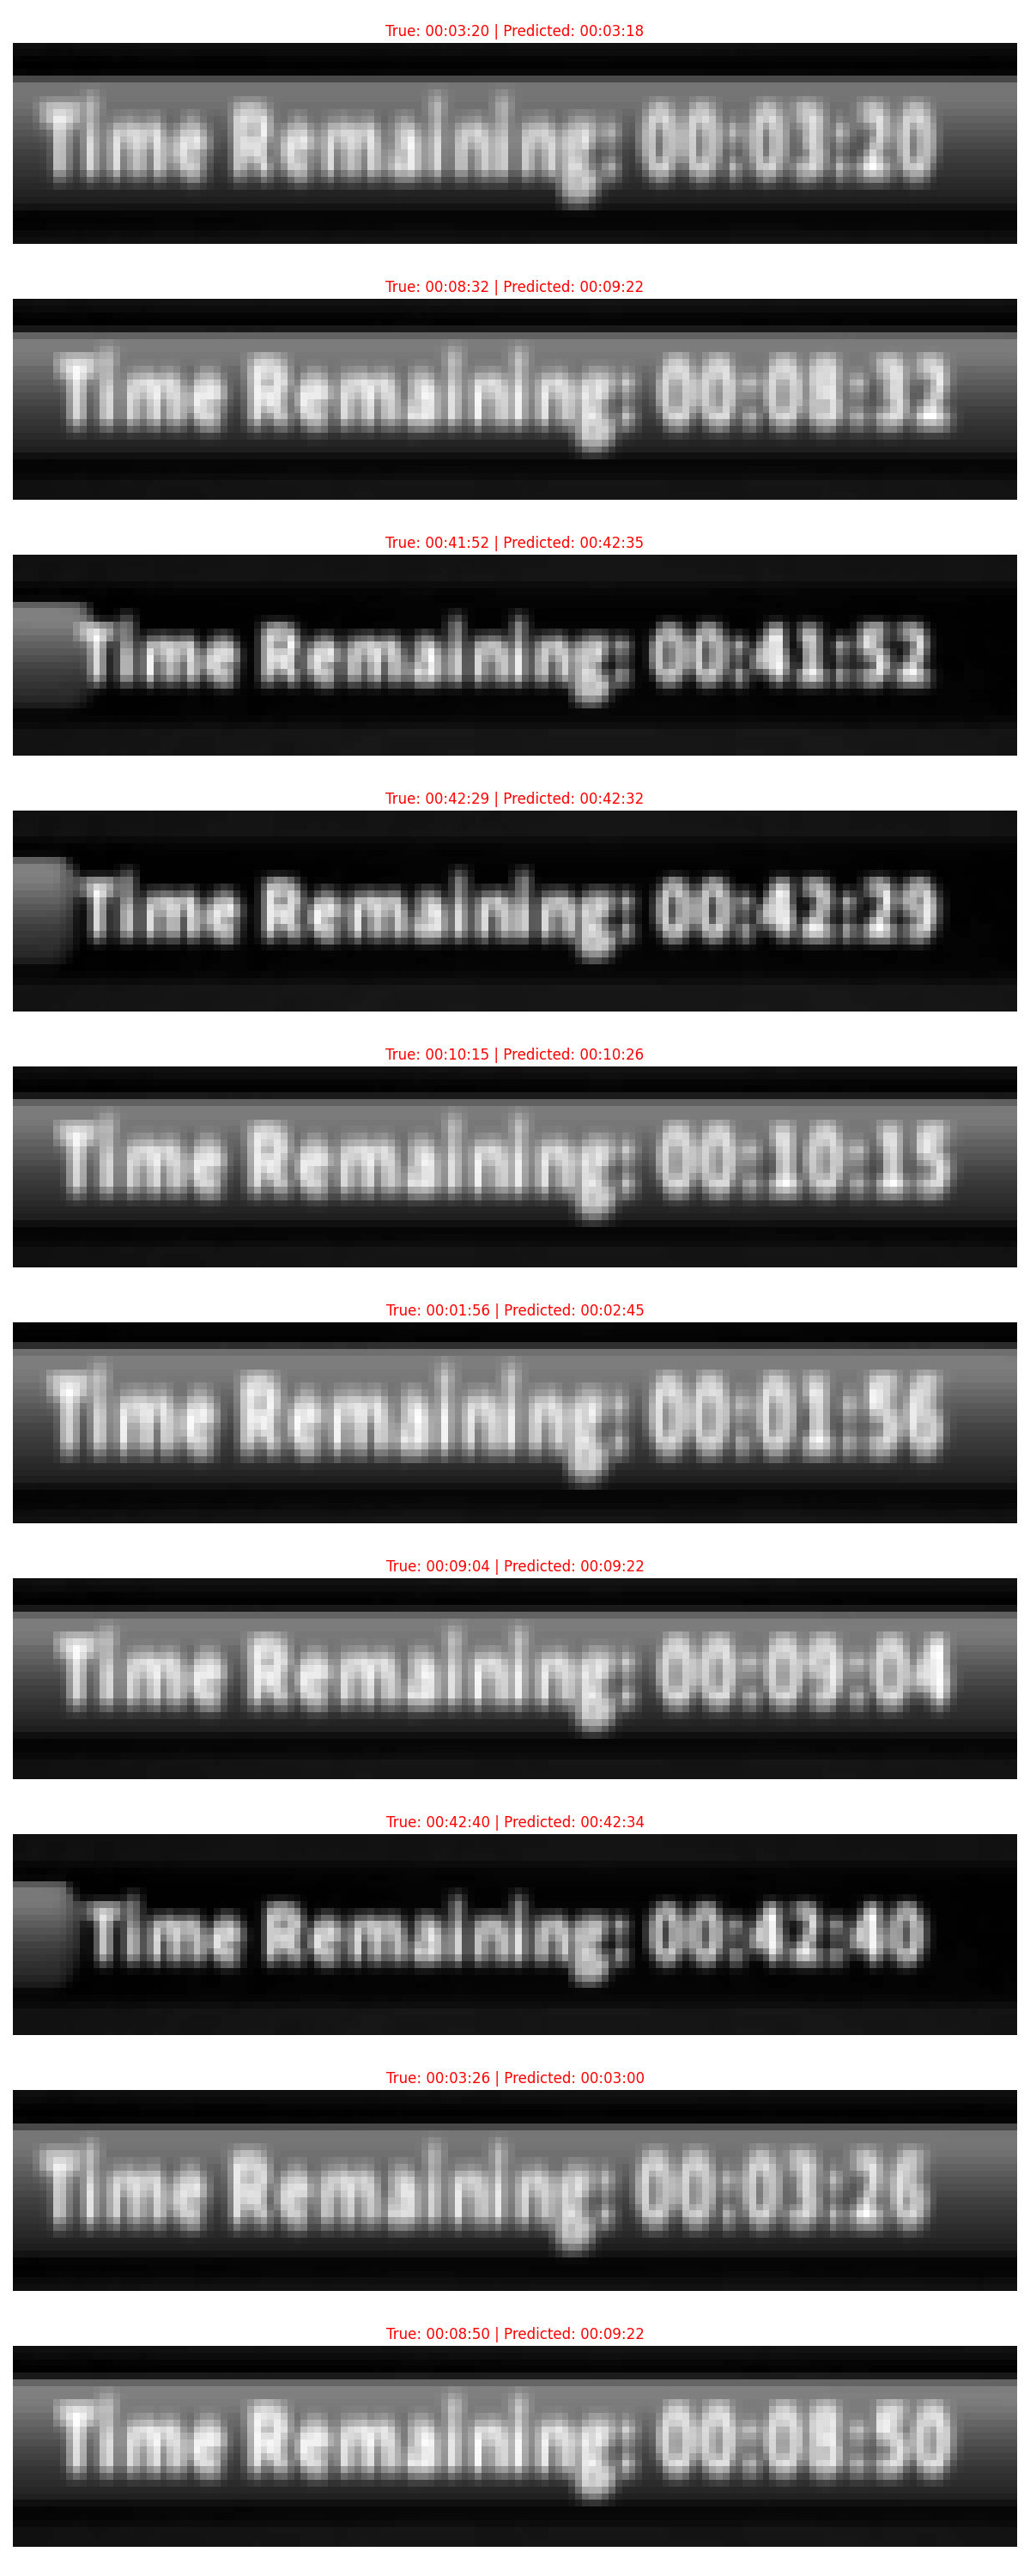 True: 00:03:20 | Predicted: 00:03:18
Time Remaining: 00:03:20
True: 00:08:32 | Predicted: 00:09:22
Time Remaining: 00:08:32
True: 00:41:52 | Predicted: 00:42:35
Time Remaining: 00:41:52
True: 00:42:29 | Predicted: 00:42:32
Time Remaining: 00:42:29
True: 00:10:15 | Predicted: 00:10:26
Time Remaining: 00:10:15
True: 00:01:56 | Predicted: 00:02:45
Time Remaining: 00:01:56
True: 00:09:04 | Predicted: 00:09:22
Time Remaining: 00:09:04
True: 00:42:40 | Predicted: 00:42:34
Time Remaining: 00:42:40
True: 00:03:26 | Predicted: 00:03:00
Time Remaining: 00:03:26
True: 00:08:50 | Predicted: 00:09:22
Time Remaining: 00:08:50